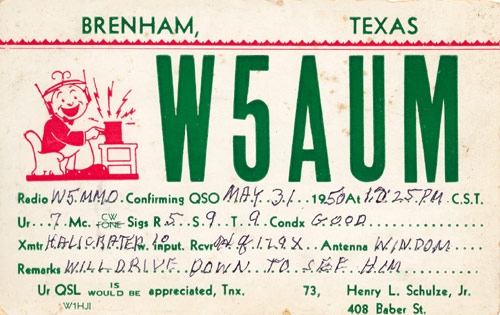 BRENHAM, TEXAS
W5AUM
Radio W5MMO Confirming QSO MAY 31 1950 At 10:25 PM C.S.T.
Ur 7 Mc. CW FONE Sigs R 5 S 9 T 9 Condx GOOD
Xmtr Input Rcvr 129X Antenna WINDOM
Remarks WILL DRIVE DOWN TO SEE HIM
Ur QSL IS WOULD BE appreciated, Tnx. 73, Henry L. Schulze, Jr.
W1HJI 408 Baber St.